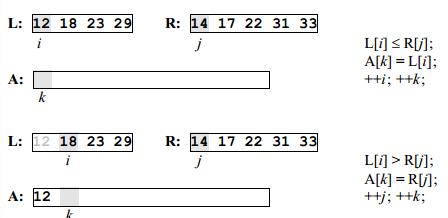 L: 12 18 23 29 R: 14 17 22 31 33
i j
L[i] ≤ R[j];
A[k] = L[i];
++i; ++k;
A:
k
L: 12 18 23 29 R: 14 17 22 31 33
i j
L[i] > R[j];
A[k] = R[j];
++j; ++k;
A: 12
k